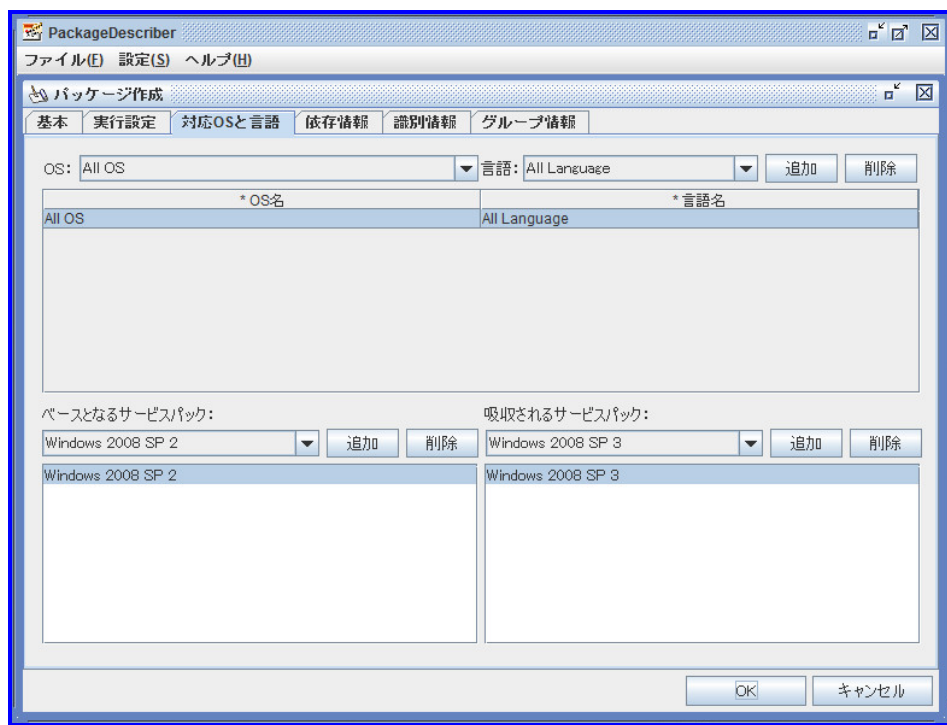 PackageDescriber
ファイル(F) 設定(S) ヘルプ(H)
パッケージ作成
基本 実行設定 対応OSと言語 依存情報 識別情報 グループ情報
OS: All OS 言語: All Language 追加 削除
* OS名 * 言語名
All OS All Language
ベースとなるサービスパック: 吸収されるサービスパック:
Windows 2008 SP 2 追加 削除 Windows 2008 SP 3 追加 削除
Windows 2008 SP 2 Windows 2008 SP 3
OK キャンセル